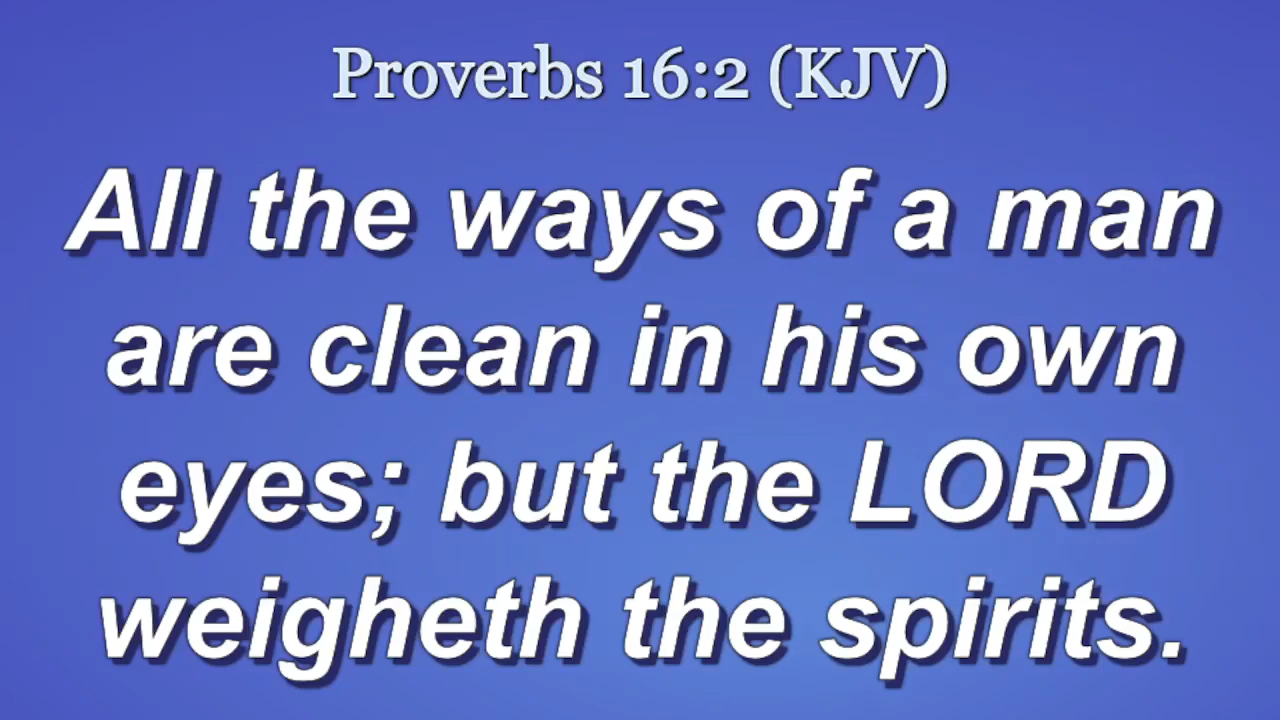 Proverbs 16:2 (KJV)
All the ways of a man
are clean in his own
eyes; but the LORD
weigheth the spirits.